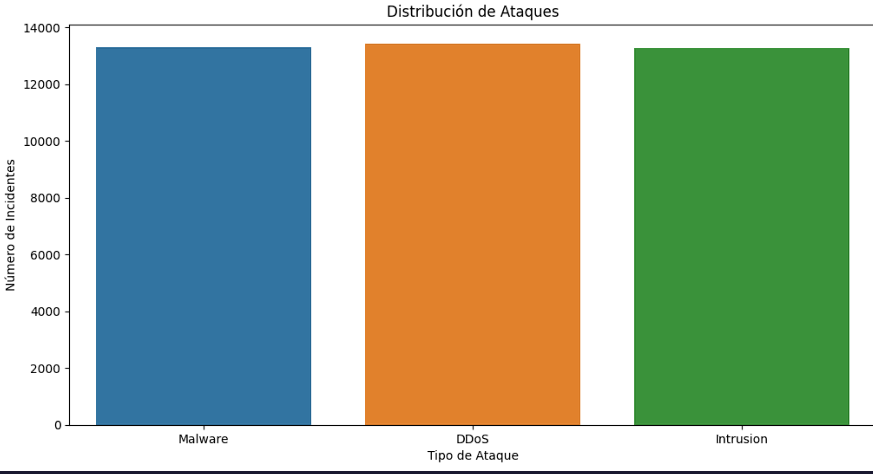 Distribución de Ataques
Número de Incidentes
14000
12000
10000
8000
6000
4000
2000
0
Malware
DDoS
Intrusion
Tipo de Ataque